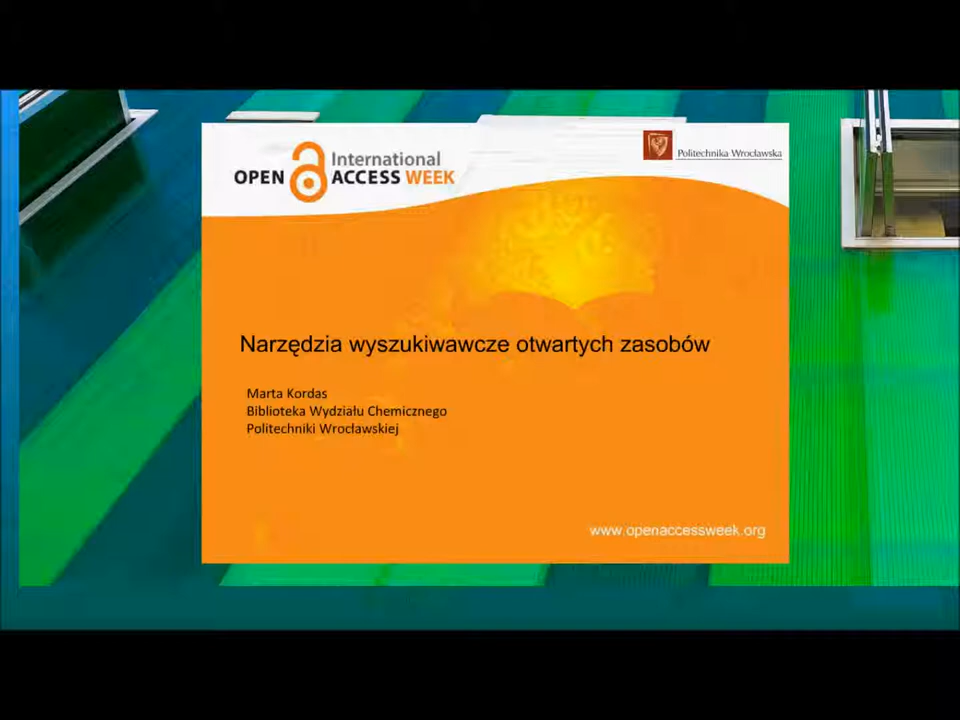 International
OPEN ACCESS WEEK
Politechnika Wrocławska
Narzędzia wyszukiwawcze otwartych zasobów
Marta Kordas
Biblioteka Wydziału Chemicznego
Politechniki Wrocławskiej
www.openaccessweek.org